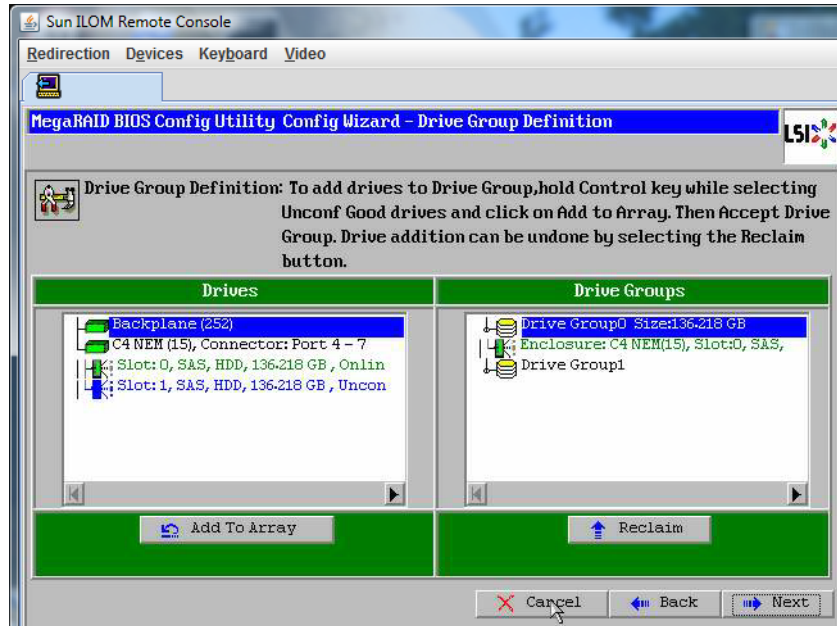 Sun ILOM Remote Console
Redirection Devices Keyboard Video
MegaRAID BIOS Config Utility Config Wizard - Drive Group Definition
LSI
Drive Group Definition: To add drives to Drive Group,hold Control key while selecting
Unconf Good drives and click on Add to Array. Then Accept Drive
Group. Drive addition can be undone by selecting the Reclaim
button.
Drives
Drive Groups
Backplane (252)
C4 NEM (15), Connector: Port 4 - 7
Slot: 0, SAS, HDD, 136.218 GB , Onlin
Slot: 1, SAS, HDD, 136.218 GB , Uncon
Drive Group0 Size:136.218 GB
Enclosure: C4 NEM(15), Slot:0, SAS,
Drive Group1
Add To Array
Reclaim
Cancel
Back
Next